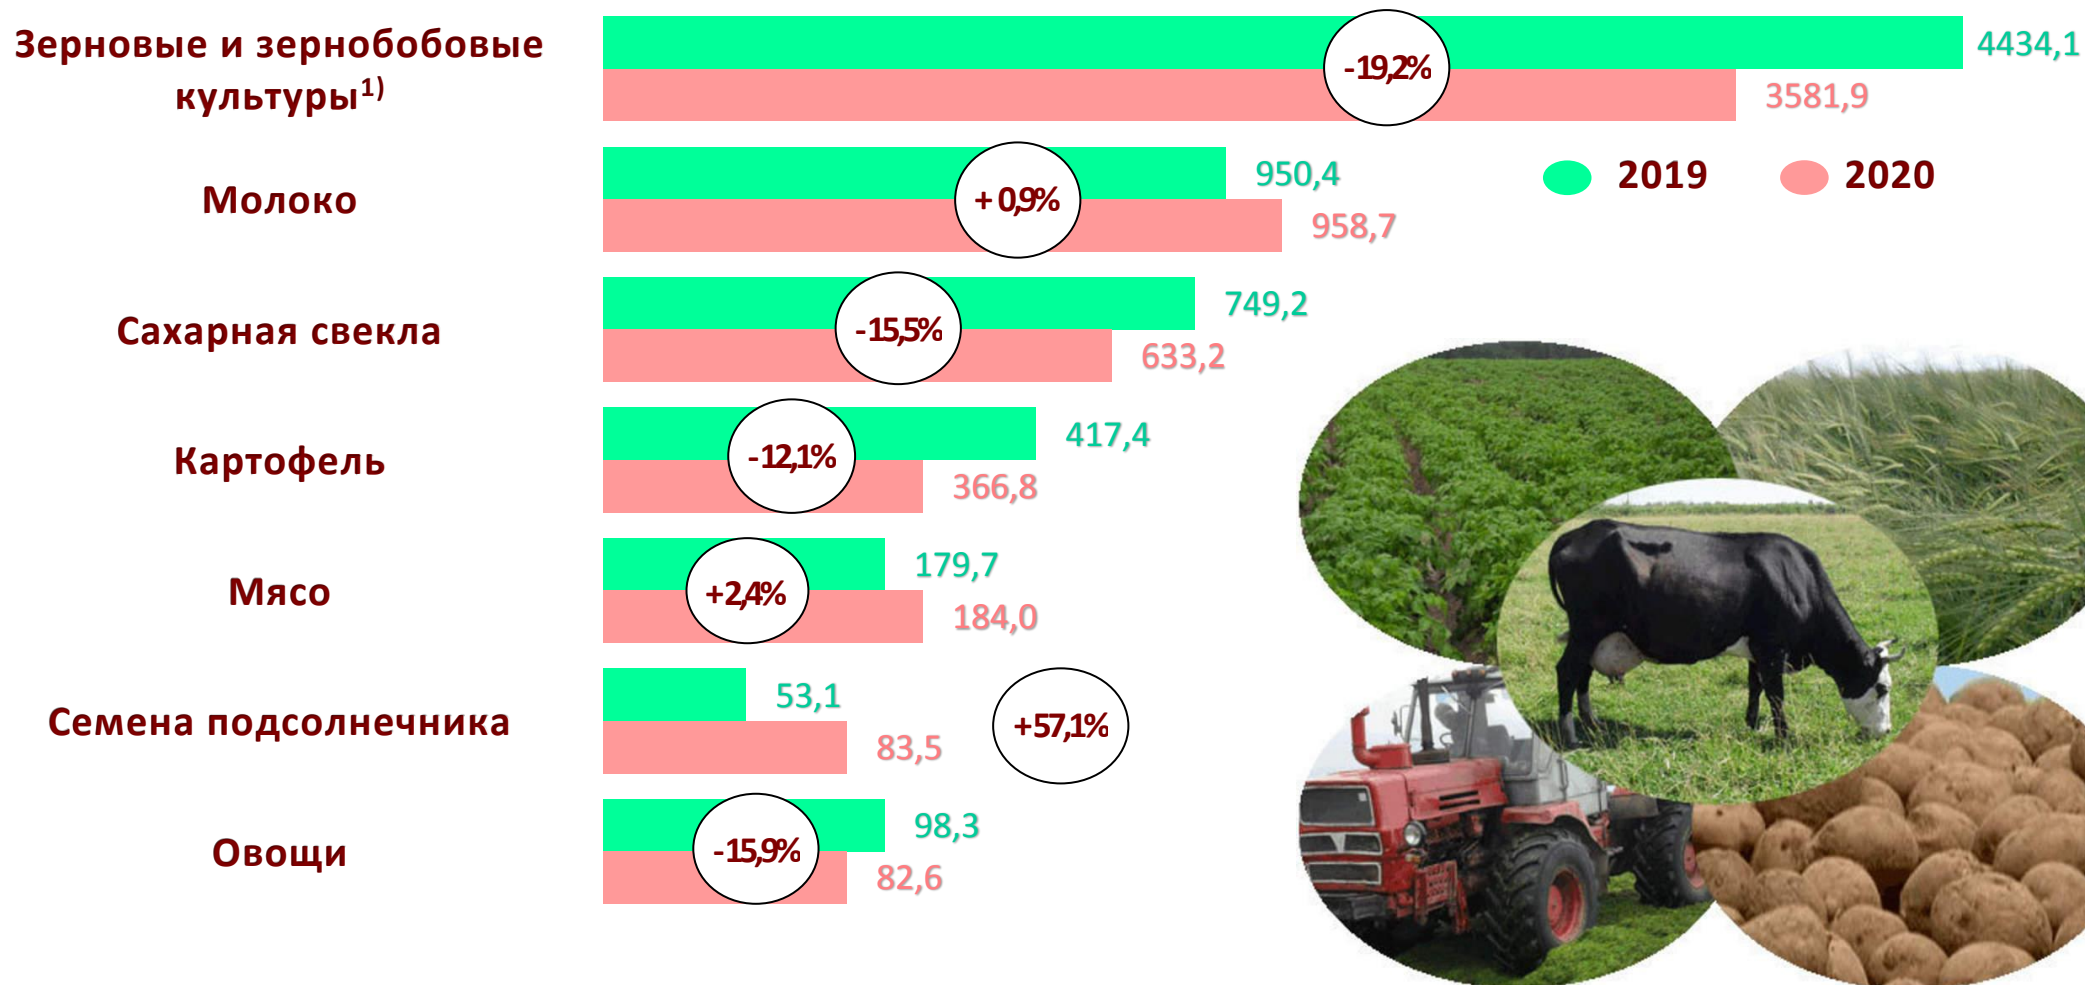 Зерновые и зернобобовые
культуры¹⁾
4434,1
-19,2%
3581,9
Молоко
950,4
+ 0,9%
958,7
2019
2020
Сахарная свекла
749,2
-15,5%
633,2
Картофель
417,4
-12,1%
366,8
Мясо
179,7
+2,4%
184,0
Семена подсолнечника
53,1
+57,1%
83,5
Овощи
98,3
-15,9%
82,6